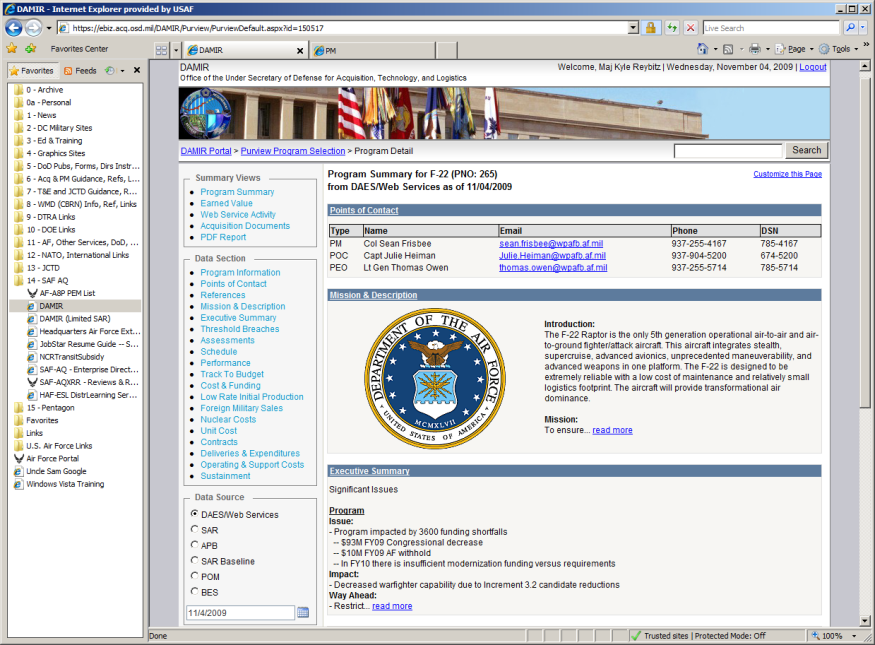 DAMIR - Internet Explorer provided by USAF
https://ebiz.acq.osd.mil/DAMIR/Purview/PurviewDefault.aspx?id=150517
Live Search
Favorites Center
DAMIR
PM
Page
Tools
Favorites
Feeds
0 - Archive
0a - Personal
1 - News
2 - DC Military Sites
3 - Ed & Training
4 - Graphics Sites
5 - DoD Pubs, Forms, Dirs Instr...
6 - Acq & PM Guidance, Refs, L...
7 - T&E and JCTD Guidance, R...
8 - WMD (CBRN) Info, Ref, Links
9 - DTRA Links
10 - DOE Links
11 - AF, Other Services, DoD, ...
12 - NATO, International Links
13 - JCTD
14 - SAF AQ
AF-A8P PEM List
DAMIR
DAMIR (Limited SAR)
Headquarters Air Force Ext...
JobStar Resume Guide -- S...
NCRTransitSubsidy
SAF-AQ - Enterprise Direct...
SAF-AQXRR - Reviews & R...
HAF-ESL DistrLearning Ser...
15 - Pentagon
Favorites
Links
U.S. Air Force Links
Air Force Portal
Uncle Sam Google
Windows Vista Training
DAMIR
Welcome, Maj Kyle Reybitz | Wednesday, November 04, 2009 | Logout
Office of the Under Secretary of Defense for Acquisition, Technology, and Logistics
DAMIR Portal > Purview Program Selection > Program Detail
Search
Summary Views
Program Summary
Earned Value
Web Service Activity
Acquisition Documents
PDF Report
Data Section
Program Information
Points of Contact
References
Mission & Description
Executive Summary
Threshold Breaches
Assessments
Schedule
Performance
Track To Budget
Cost & Funding
Low Rate Initial Production
Foreign Military Sales
Nuclear Costs
Unit Cost
Contracts
Deliveries & Expenditures
Operating & Support Costs
Sustainment
Data Source
DAES/Web Services
SAR
APB
SAR Baseline
POM
BES
11/4/2009
Program Summary for F-22 (PNO: 265)
from DAES/Web Services as of 11/04/2009
Customize this Page
Points of Contact
Type Name Email Phone DSN
PM Col Sean Frisbee sean.frisbee@wpafb.af.mil 937-255-4167 785-4167
POC Capt Julie Heiman Julie.Heiman@wpafb.af.mil 937-904-5200 674-5200
PEO Lt Gen Thomas Owen thomas.owen@wpafb.af.mil 937-255-5714 785-5714
Mission & Description
DEPARTMENT OF THE AIR FORCE
MCMXLVII
UNITED STATES OF AMERICA
Introduction:
The F-22 Raptor is the only 5th generation operational air-to-air and air-
to-ground fighter/attack aircraft. This aircraft integrates stealth,
supercruise, advanced avionics, unprecedented maneuverability, and
advanced weapons in one platform. The F-22 is designed to be
extremely reliable with a low cost of maintenance and relatively small
logistics footprint. The aircraft will provide transformational air
dominance.
Mission:
To ensure... read more
Executive Summary
Significant Issues
Program
Issue:
- Program impacted by 3600 funding shortfalls
-- $93M FY09 Congressional decrease
-- $10M FY09 AF withhold
-- In FY10 there is insufficient modernization funding versus requirements
Impact:
- Decreased warfighter capability due to Increment 3.2 candidate reductions
Way Ahead:
- Restrict... read more
Done
Trusted sites | Protected Mode: Off
100%